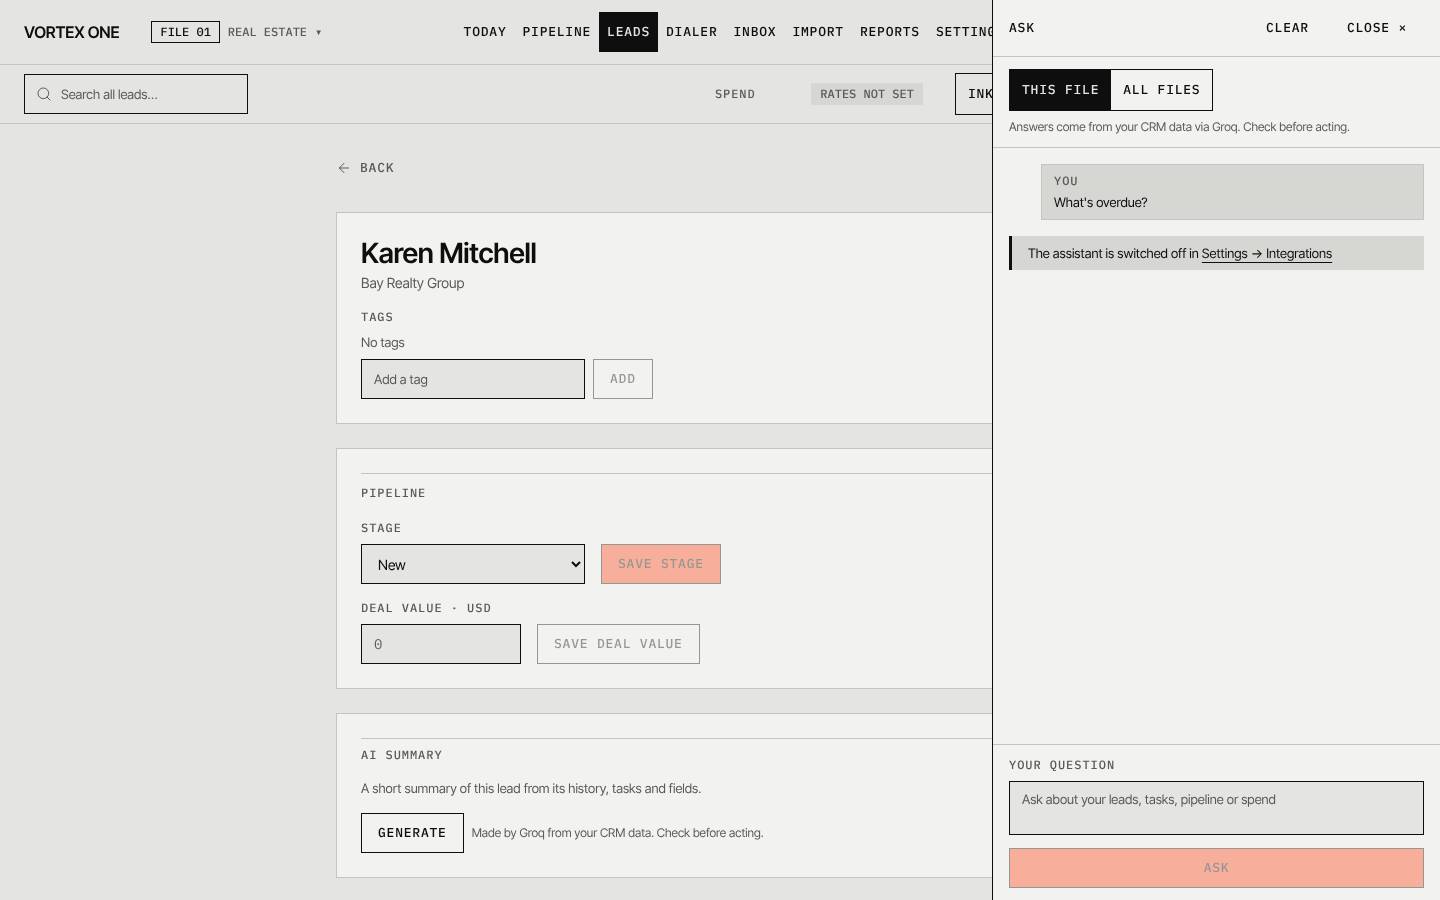 VORTEX ONE
FILE 01 REAL ESTATE ▾
TODAY PIPELINE LEADS DIALER INBOX IMPORT REPORTS SETTING
Search all leads...
SPEND RATES NOT SET INK
← BACK
Karen Mitchell
Bay Realty Group
TAGS
No tags
Add a tag ADD
PIPELINE
STAGE
New SAVE STAGE
DEAL VALUE · USD
0 SAVE DEAL VALUE
AI SUMMARY
A short summary of this lead from its history, tasks and fields.
GENERATE Made by Groq from your CRM data. Check before acting.
ASK CLEAR CLOSE ×
THIS FILE ALL FILES
Answers come from your CRM data via Groq. Check before acting.
YOU
What's overdue?
The assistant is switched off in Settings → Integrations
YOUR QUESTION
Ask about your leads, tasks, pipeline or spend
ASK